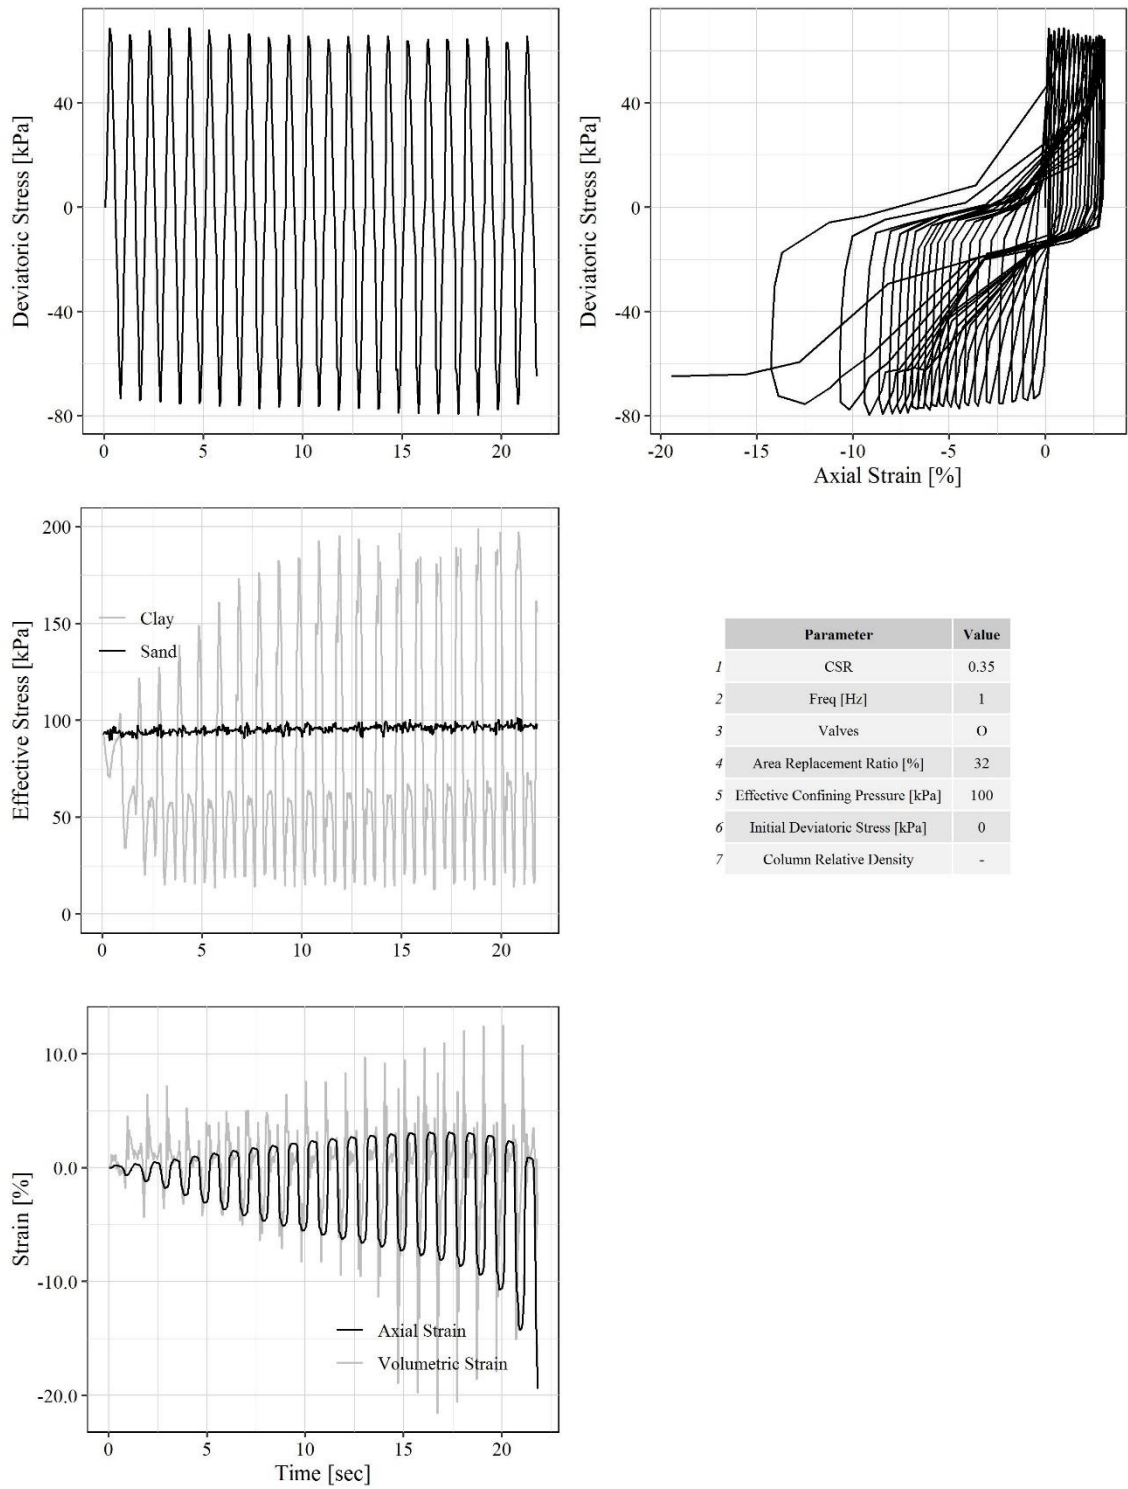 Deviatoric Stress [kPa]
40
0
-40
-80
0 5 10 15 20
Deviatoric Stress [kPa]
40
0
-40
-80
-20 -15 -10 -5 0
Axial Strain [%]
Effective Stress [kPa]
200
150
100
50
0
Clay
Sand
0 5 10 15 20
Parameter Value
1 CSR 0.35
2 Freq [Hz] 1
3 Valves O
4 Area Replacement Ratio [%] 32
5 Effective Confining Pressure [kPa] 100
6 Initial Deviatoric Stress [kPa] 0
7 Column Relative Density -
Strain [%]
10.0
0.0
-10.0
-20.0
Axial Strain
Volumetric Strain
0 5 10 15 20
Time [sec]